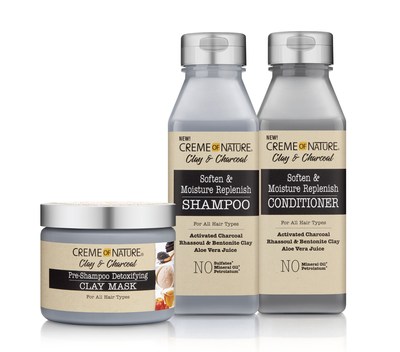 NEW!
CREME OF NATURE
Clay & Charcoal
Soften &
Moisture Replenish
SHAMPOO
For All Hair Types
Activated Charcoal
Rhassoul & Bentonite Clay
Aloe Vera Juice
NO Sulfates*
Mineral Oil*
Petrolatum*
NEW!
CREME OF NATURE
Clay & Charcoal
Soften &
Moisture Replenish
CONDITIONER
For All Hair Types
Activated Charcoal
Rhassoul & Bentonite Clay
Aloe Vera Juice
NO Mineral Oil*
Petrolatum*
CREME OF NATURE
Clay & Charcoal
Pre-Shampoo Detoxifying
CLAY MASK
For All Hair Types